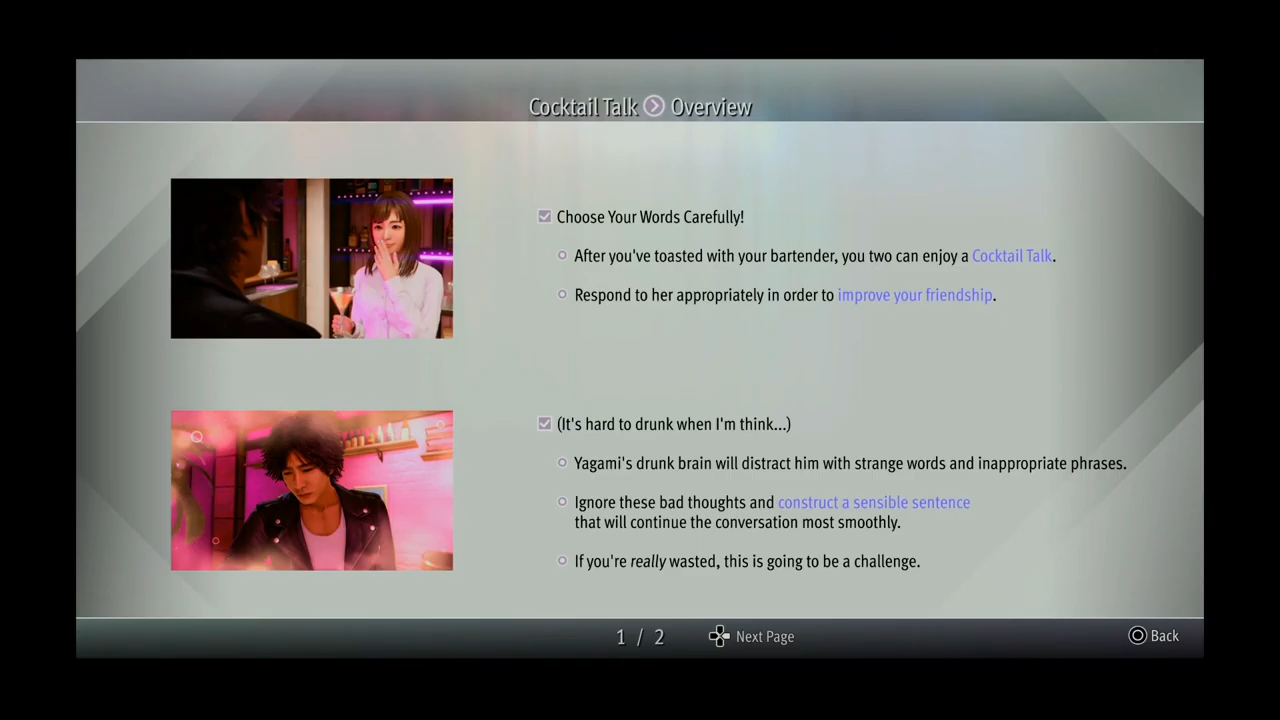 Cocktail Talk Overview
Choose Your Words Carefully!
After you've toasted with your bartender, you two can enjoy a Cocktail Talk.
Respond to her appropriately in order to improve your friendship.
(It's hard to drunk when I'm think...)
Yagami's drunk brain will distract him with strange words and inappropriate phrases.
Ignore these bad thoughts and construct a sensible sentence
that will continue the conversation most smoothly.
If you're really wasted, this is going to be a challenge.
1 / 2 Next Page
Back